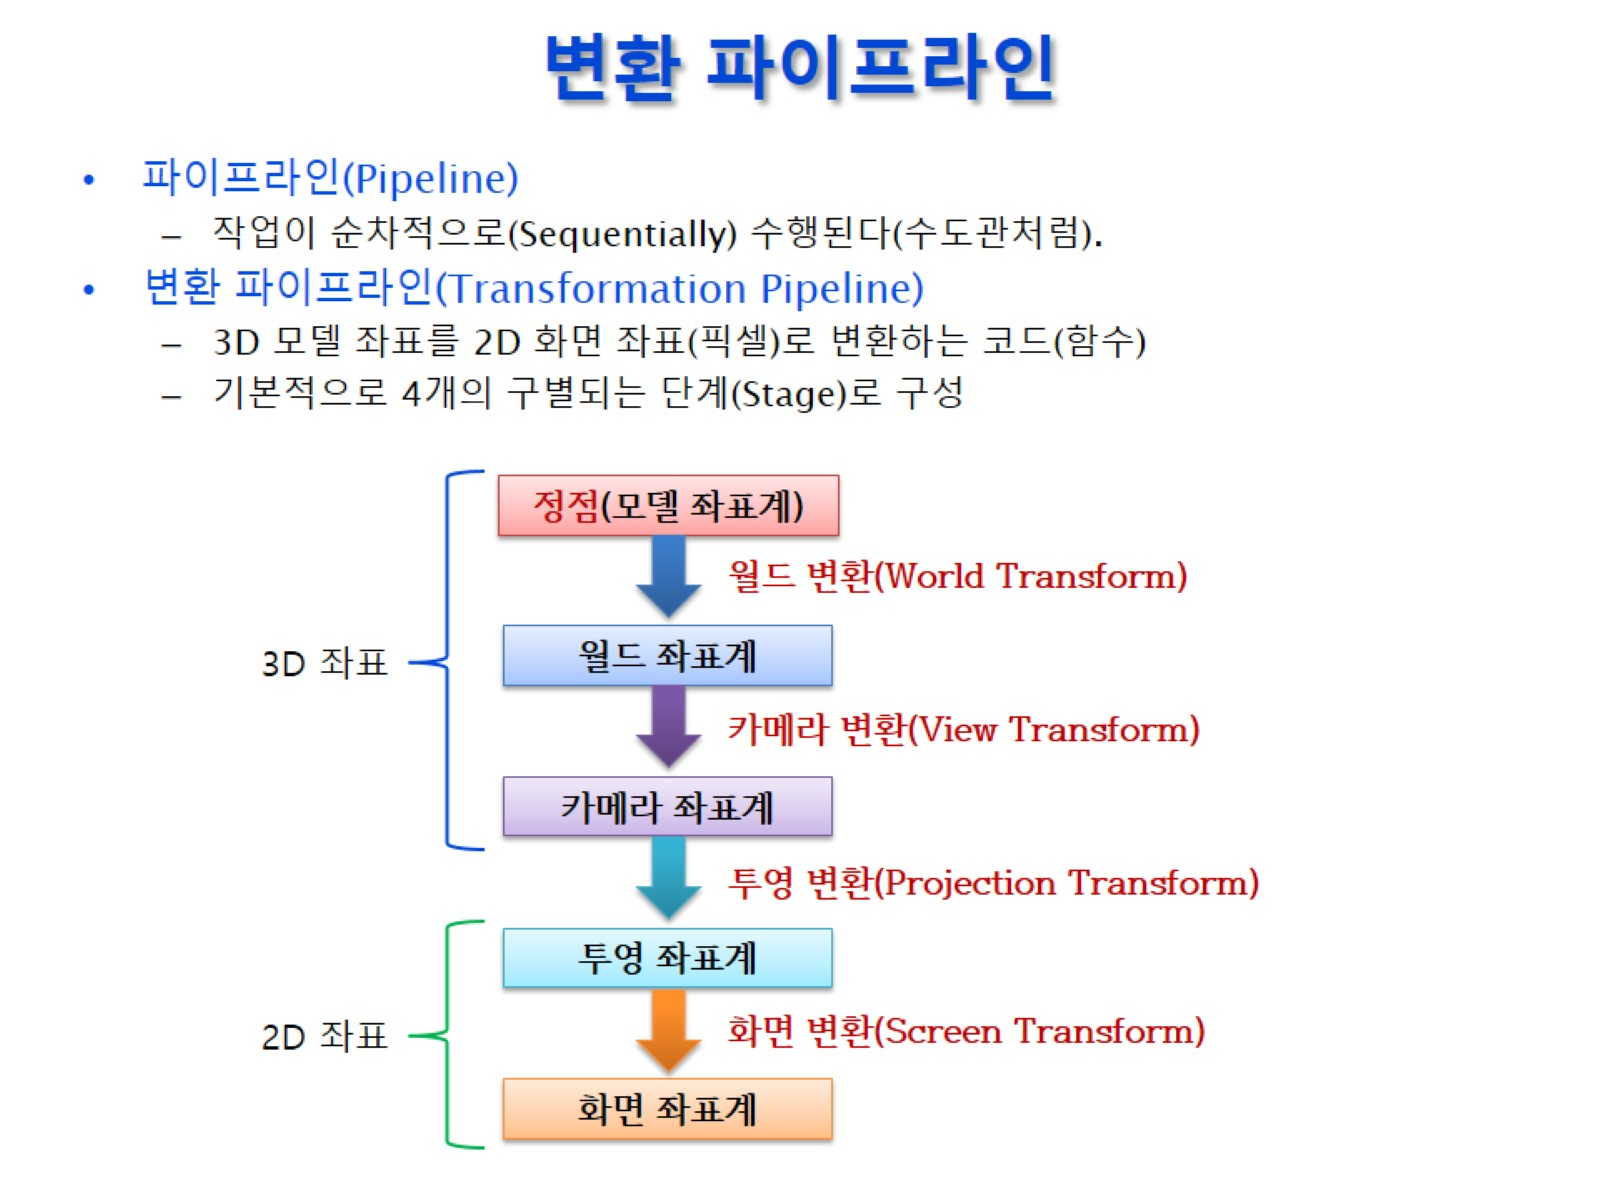 변환 파이프라인
• 파이프라인(Pipeline)
– 작업이 순차적으로(Sequentially) 수행된다(수도관처럼).
• 변환 파이프라인(Transformation Pipeline)
– 3D 모델 좌표를 2D 화면 좌표(픽셀)로 변환하는 코드(함수)
– 기본적으로 4개의 구별되는 단계(Stage)로 구성
정점(모델 좌표계)
월드 변환(World Transform)
3D 좌표
월드 좌표계
카메라 변환(View Transform)
카메라 좌표계
투영 변환(Projection Transform)
투영 좌표계
2D 좌표
화면 변환(Screen Transform)
화면 좌표계